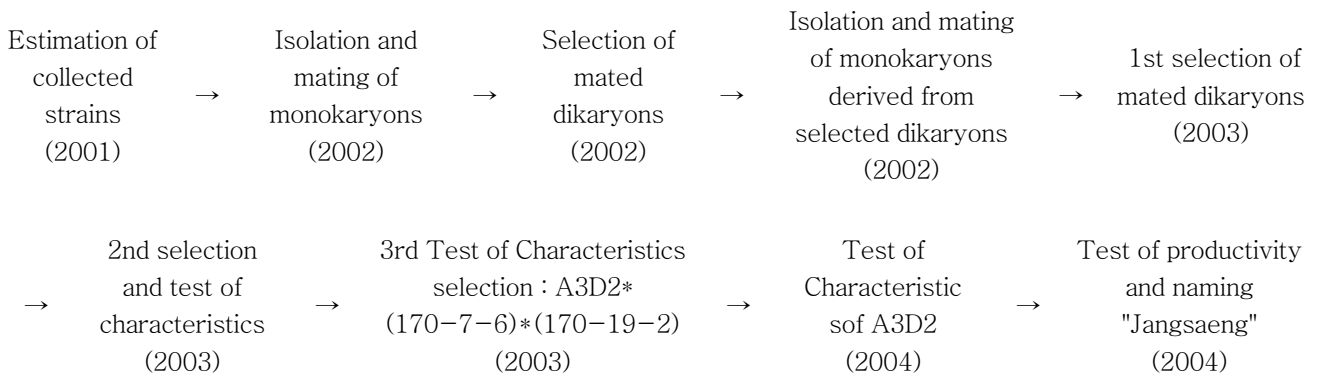 Estimation of
collected
strains
(2001)
→
Isolation and
mating of
monokaryons
(2002)
→
Selection of
mated
dikaryons
(2002)
→
Isolation and mating
of monokaryons
derived from
selected dikaryons
(2002)
→
1st selection of
mated dikaryons
(2003)
→
2nd selection
and test of
characteristics
(2003)
→
3rd Test of Characteristics
selection : A3D2*
(170-7-6)*(170-19-2)
(2003)
→
Test of
Characteristic
sof A3D2
(2004)
→
Test of productivity
and naming
"Jangsaeng"
(2004)